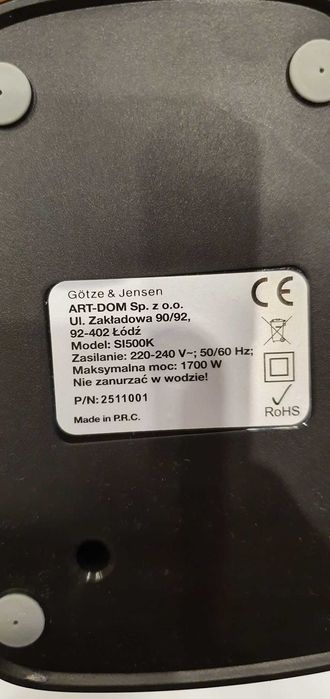 Götze & Jensen
ART-DOM Sp. z o.o.
Ul. Zakładowa 90/92,
92-402 Łódź
Model: SI500K
Zasilanie: 220-240 V~; 50/60 Hz;
Maksymalna moc: 1700 W
Nie zanurzać w wodzie!
P/N: 2511001
Made in P.R.C.
CE
RoHS